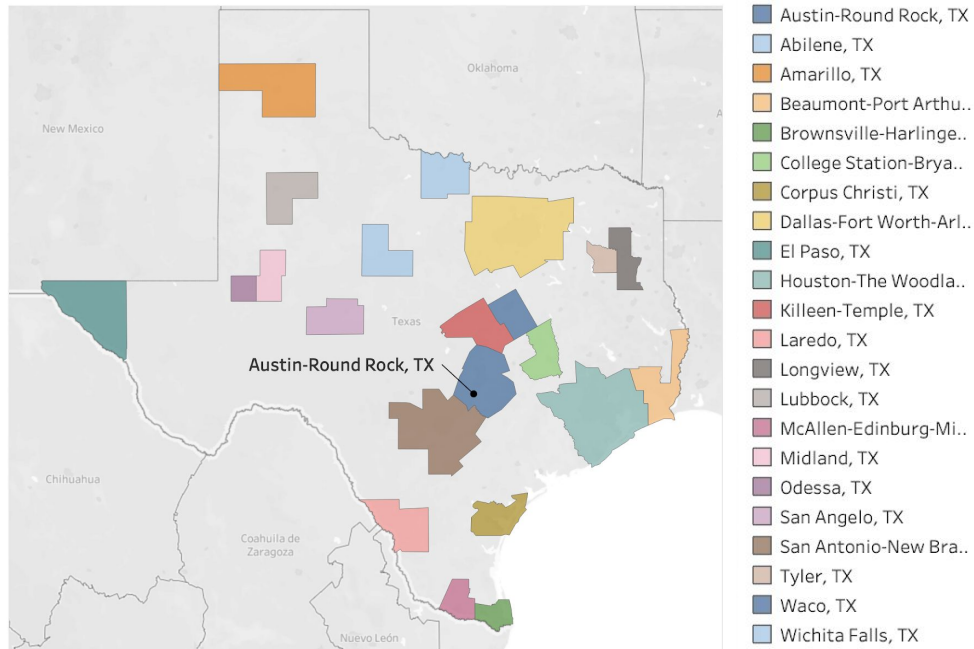 Oklahoma
New Mexico
Texas
Austin-Round Rock, TX
Chihuahua
Coahuila de
Zaragoza
Nuevo León
A
Austin-Round Rock, TX
Abilene, TX
Amarillo, TX
Beaumont-Port Arthu..
Brownsville-Harlinge..
College Station-Brya..
Corpus Christi, TX
Dallas-Fort Worth-Arl..
El Paso, TX
Houston-The Woodla..
Killeen-Temple, TX
Laredo, TX
Longview, TX
Lubbock, TX
McAllen-Edinburg-Mi..
Midland, TX
Odessa, TX
San Angelo, TX
San Antonio-New Bra..
Tyler, TX
Waco, TX
Wichita Falls, TX